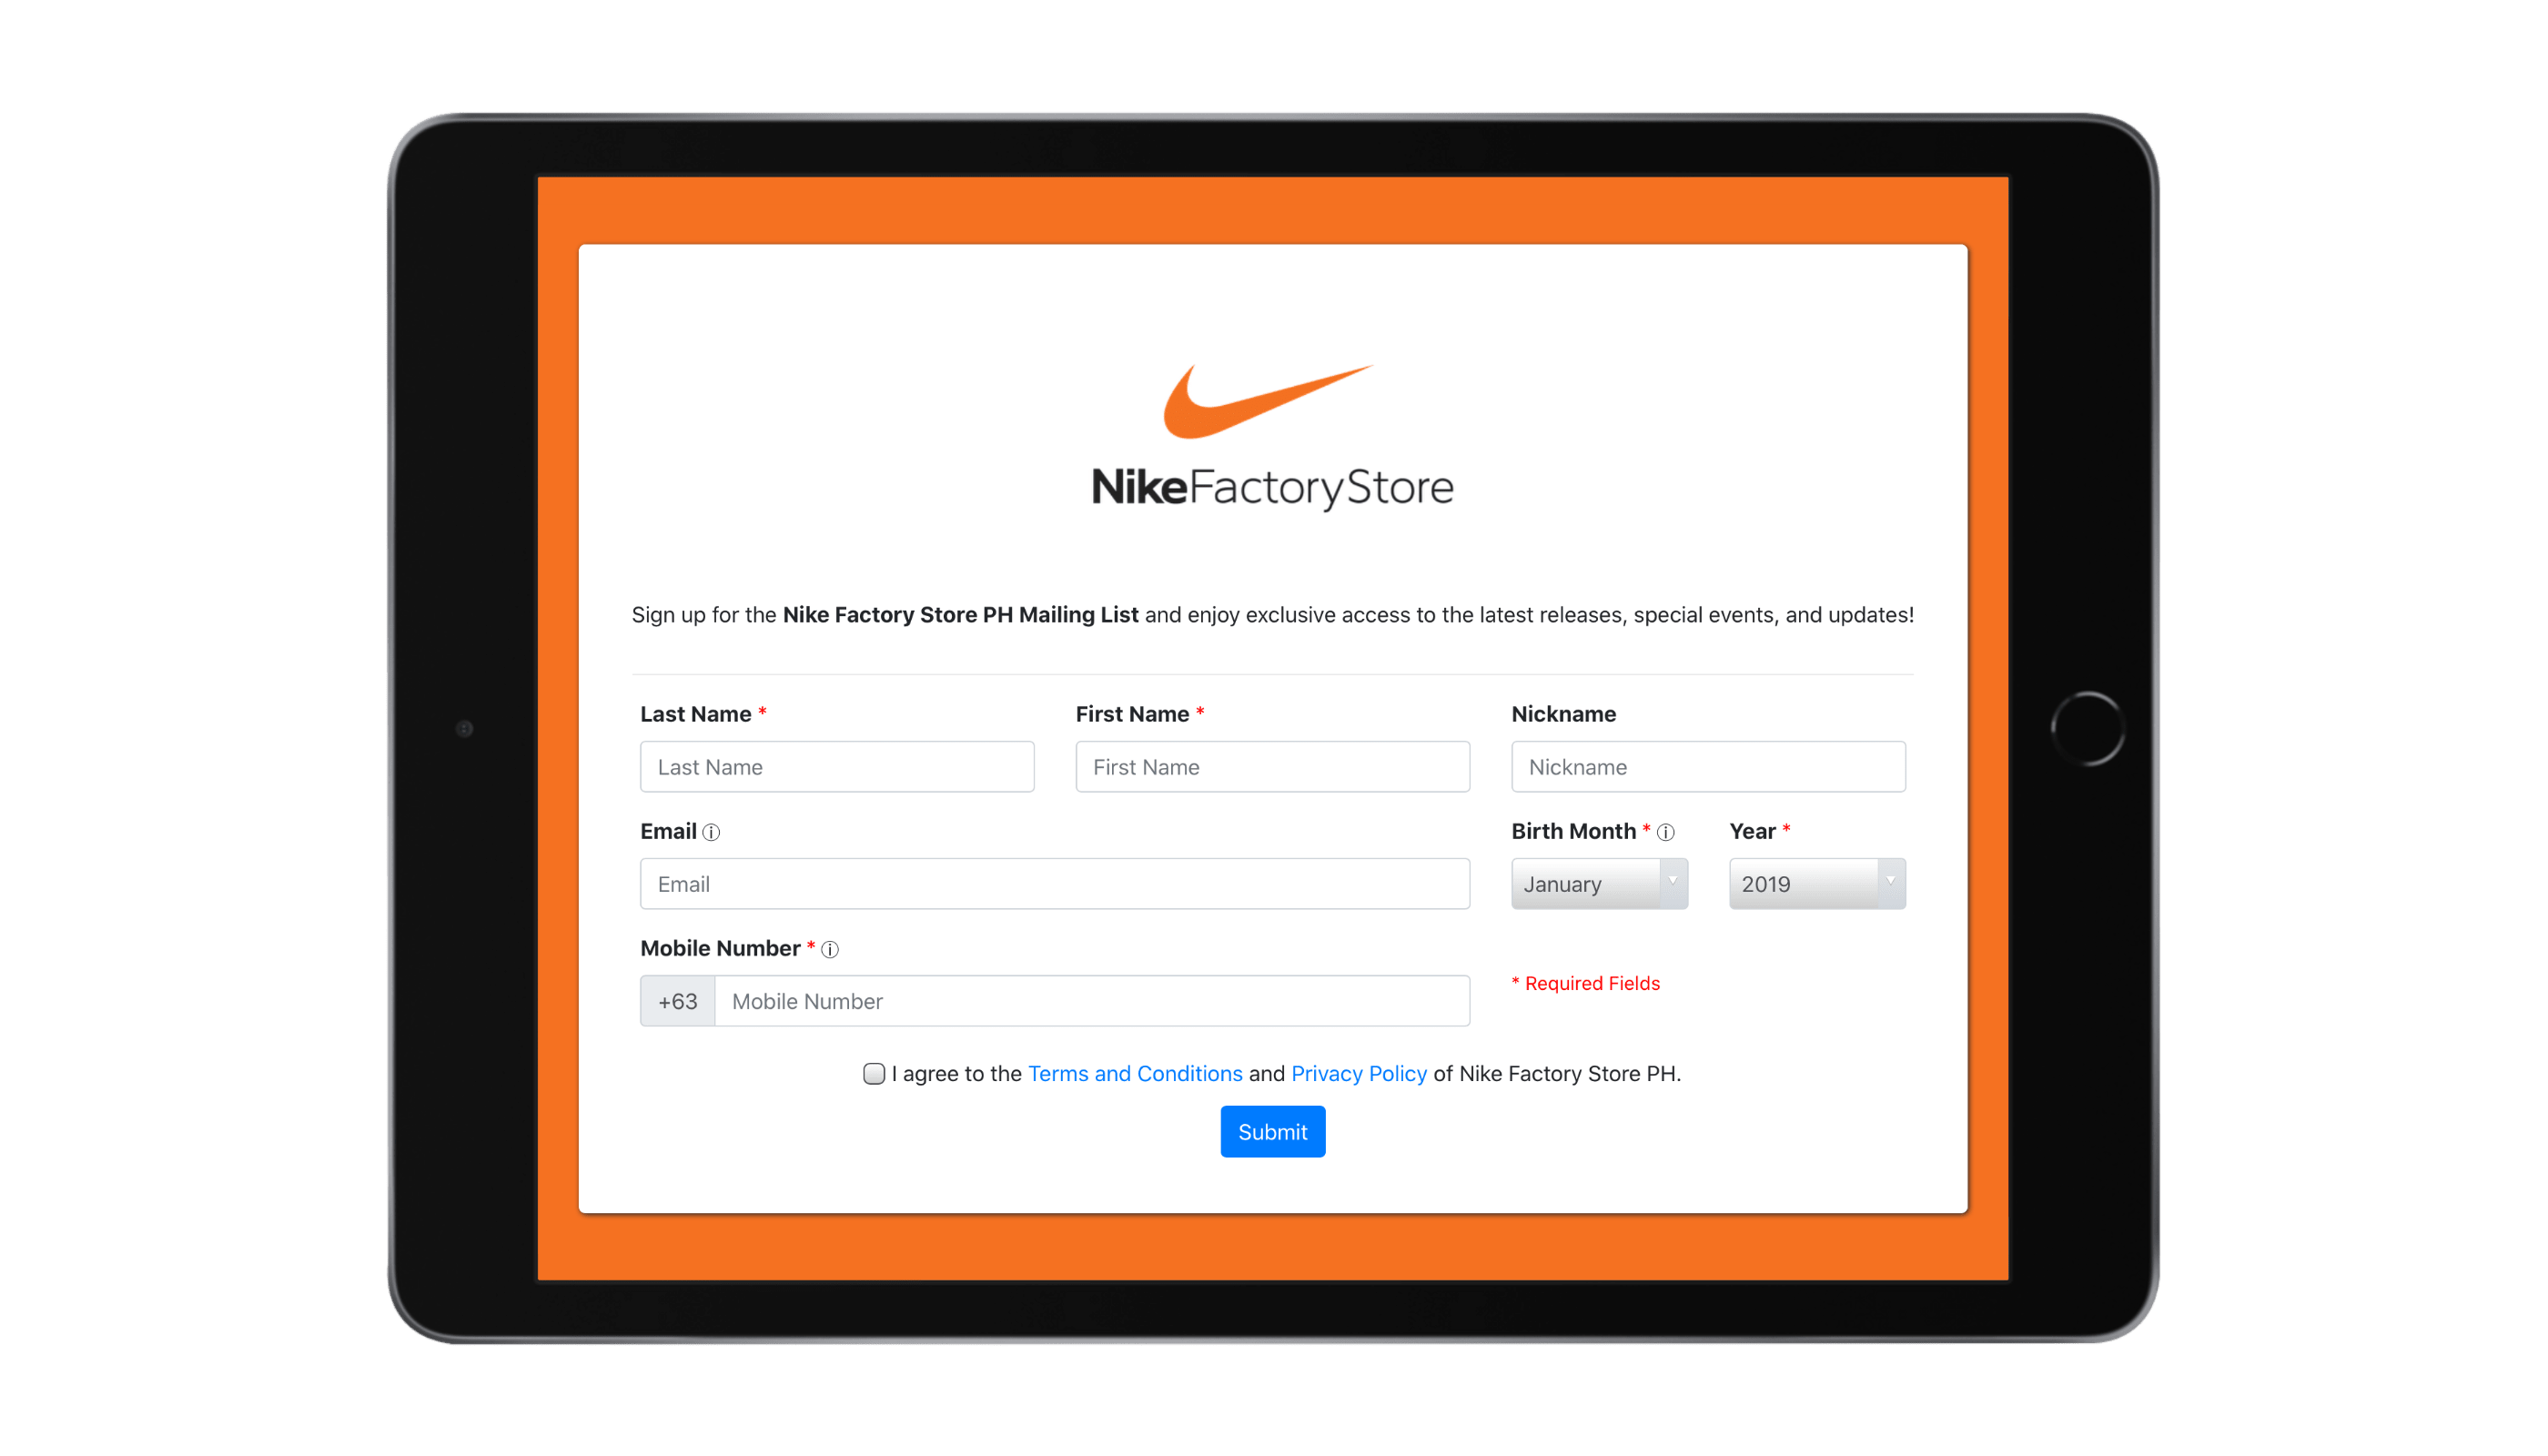 NikeFactoryStore
Sign up for the Nike Factory Store PH Mailing List and enjoy exclusive access to the latest releases, special events, and updates!
Last Name * First Name * Nickname
Last Name First Name Nickname
Email ⓘ Birth Month * ⓘ Year *
Email January 2019
Mobile Number * ⓘ
+63 Mobile Number * Required Fields
I agree to the Terms and Conditions and Privacy Policy of Nike Factory Store PH.
Submit